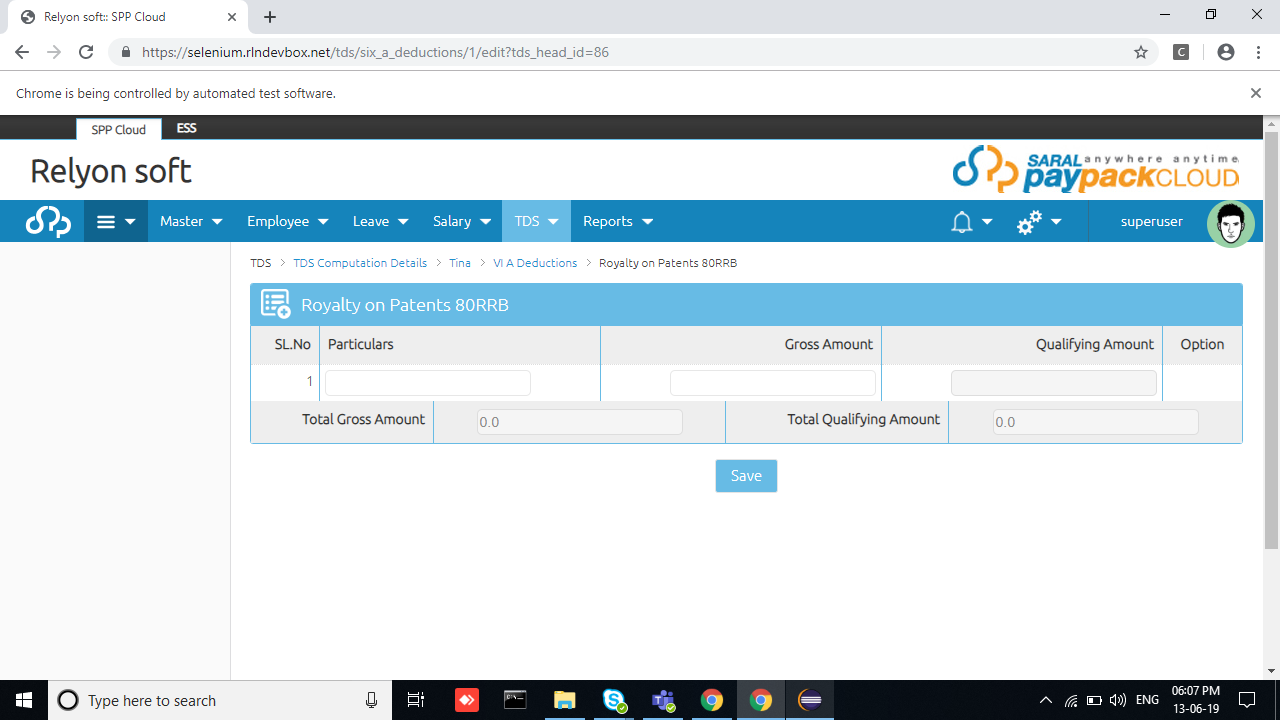 Relyon soft:: SPP Cloud
https://selenium.rlndevbox.net/tds/six_a_deductions/1/edit?tds_head_id=86
C
Chrome is being controlled by automated test software.
SPP Cloud ESS
Relyon soft
SARAL anywhere anytime
paypackCLOUD
Master Employee Leave Salary TDS Reports superuser
TDS > TDS Computation Details > Tina > VI A Deductions > Royalty on Patents 80RRB
Royalty on Patents 80RRB
SL.No Particulars Gross Amount Qualifying Amount Option
1
Total Gross Amount 0.0 Total Qualifying Amount 0.0
Save
Type here to search
ENG
06:07 PM
13-06-19